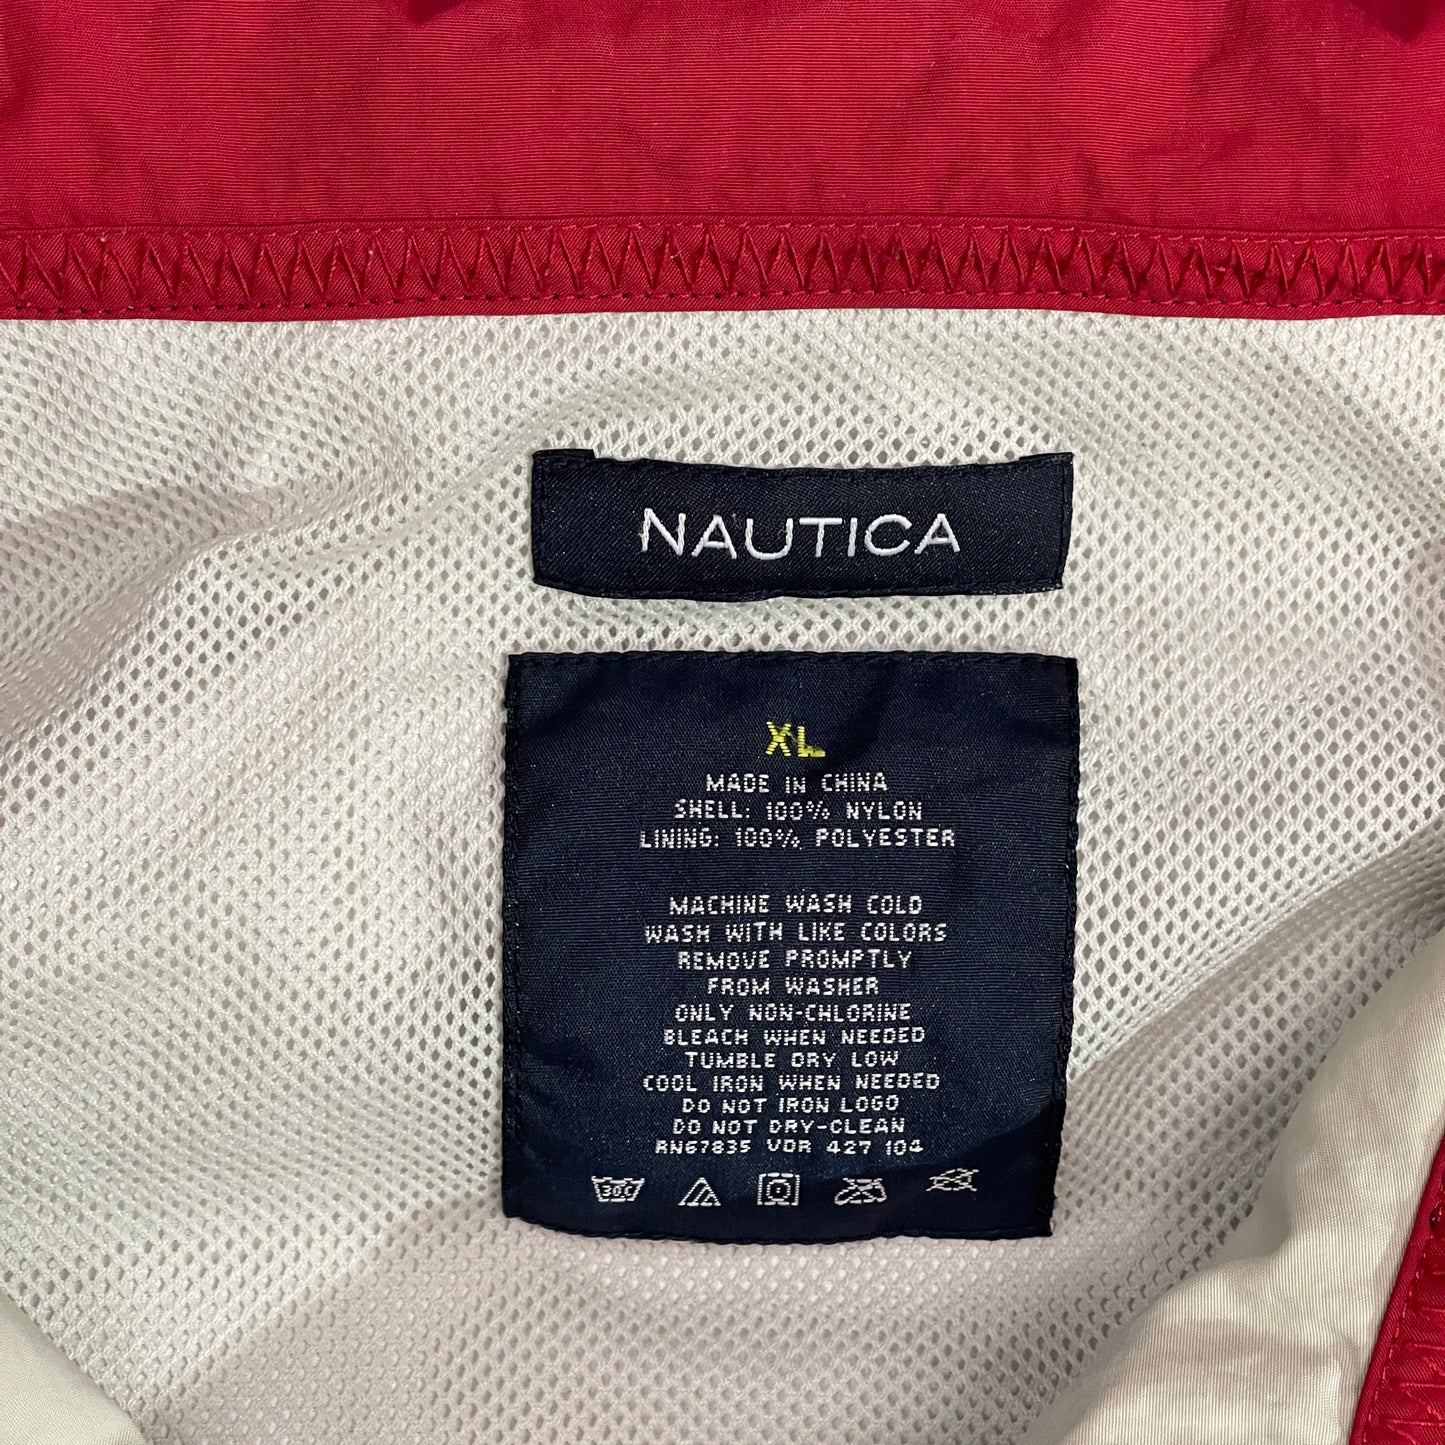 NAUTICA
XL
MADE IN CHINA
SHELL: 100% NYLON
LINING: 100% POLYESTER
MACHINE WASH COLD
WASH WITH LIKE COLORS
REMOVE PROMPTLY
FROM WASHER
ONLY NON-CHLORINE
BLEACH WHEN NEEDED
TUMBLE DRY LOW
COOL IRON WHEN NEEDED
DO NOT IRON LOGO
DO NOT DRY-CLEAN
RN67835 VDR 427 104
30C